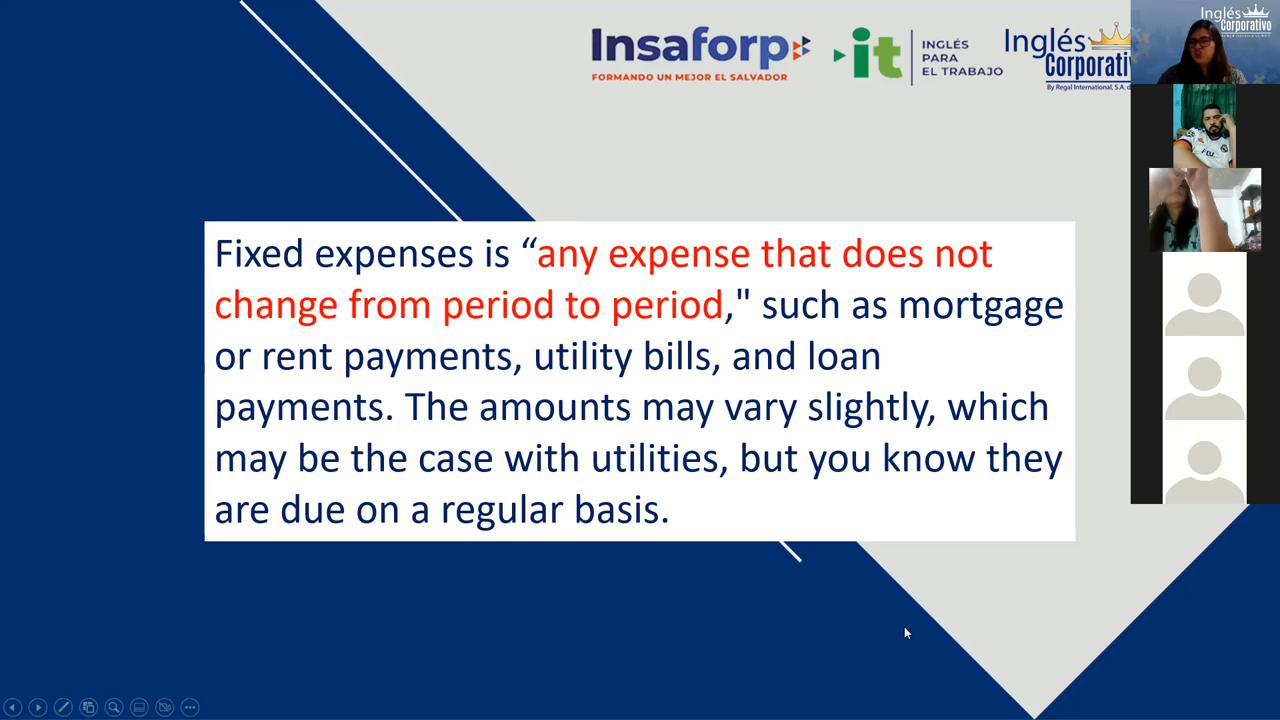 Insaforp
FORMANDO UN MEJOR EL SALVADOR
it
INGLÉS
PARA
EL TRABAJO
Inglés
Corporativ
By Regal International, S.A. d
Inglés
Corporativo
Fixed expenses is “any expense that does not
change from period to period," such as mortgage
or rent payments, utility bills, and loan
payments. The amounts may vary slightly, which
may be the case with utilities, but you know they
are due on a regular basis.